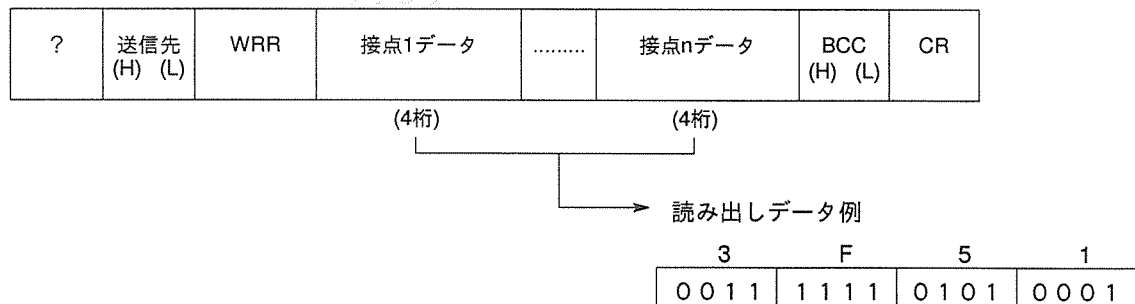 ? 送信先 WRR 接点1データ ......... 接点nデータ BCC CR
(H) (L) (H) (L)
(4桁) (4桁)
読み出しデータ例
3 F 5 1
0011 1111 0101 0001